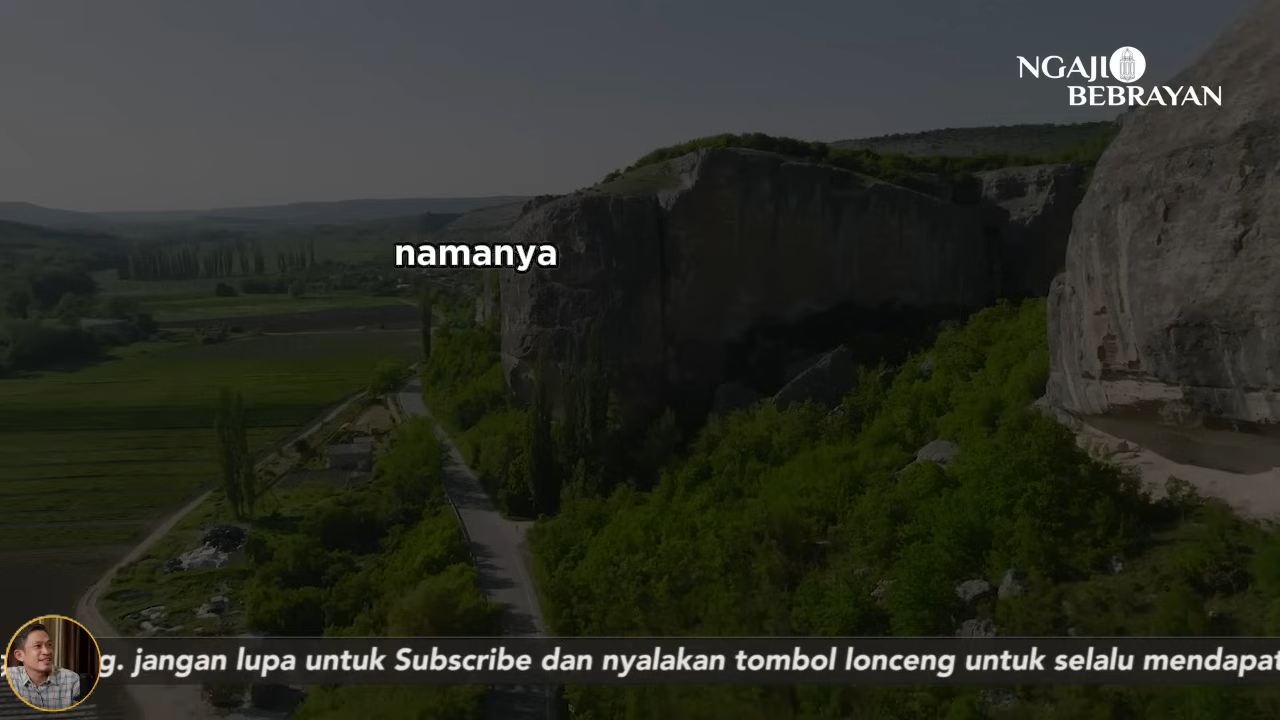 NGAJI
BEBRAYAN
namanya
g. jangan lupa untuk Subscribe dan nyalakan tombol lonceng untuk selalu mendapat